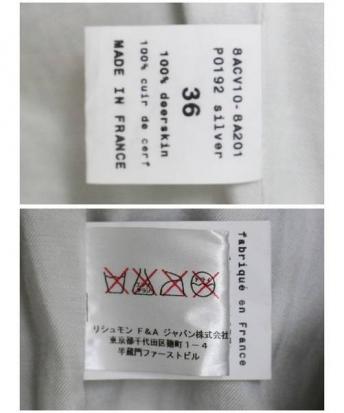 8ACV10-8A201
P0192 silver
36
100% deerskin
100% cuir de cerf
MADE IN FRANCE
fabriqué en France
リシュモン F&A ジャパン株式会社
東京都千代田区麹町1-4
半蔵門ファーストビル